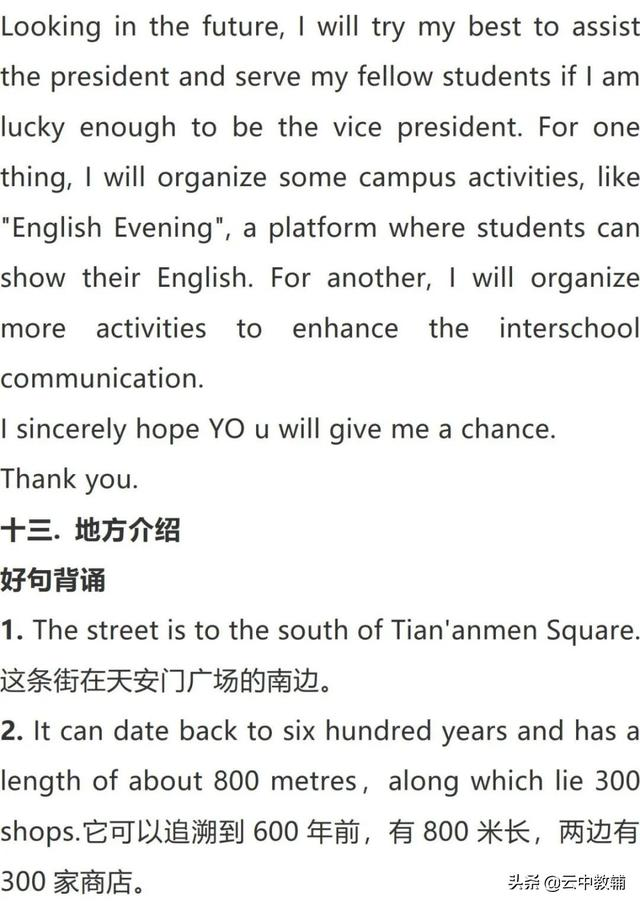 Looking in the future, I will try my best to assist
the president and serve my fellow students if I am
lucky enough to be the vice president. For one
thing, I will organize some campus activities, like
"English Evening", a platform where students can
show their English. For another, I will organize
more activities to enhance the interschool
communication.
I sincerely hope YO u will give me a chance.
Thank you.
十三. 地方介绍
好句背诵
1. The street is to the south of Tian'anmen Square.
这条街在天安门广场的南边。
2. It can date back to six hundred years and has a
length of about 800 metres，along which lie 300
shops.它可以追溯到 600 年前，有 800 米长，两边有
300 家商店。
头条 @云中教辅